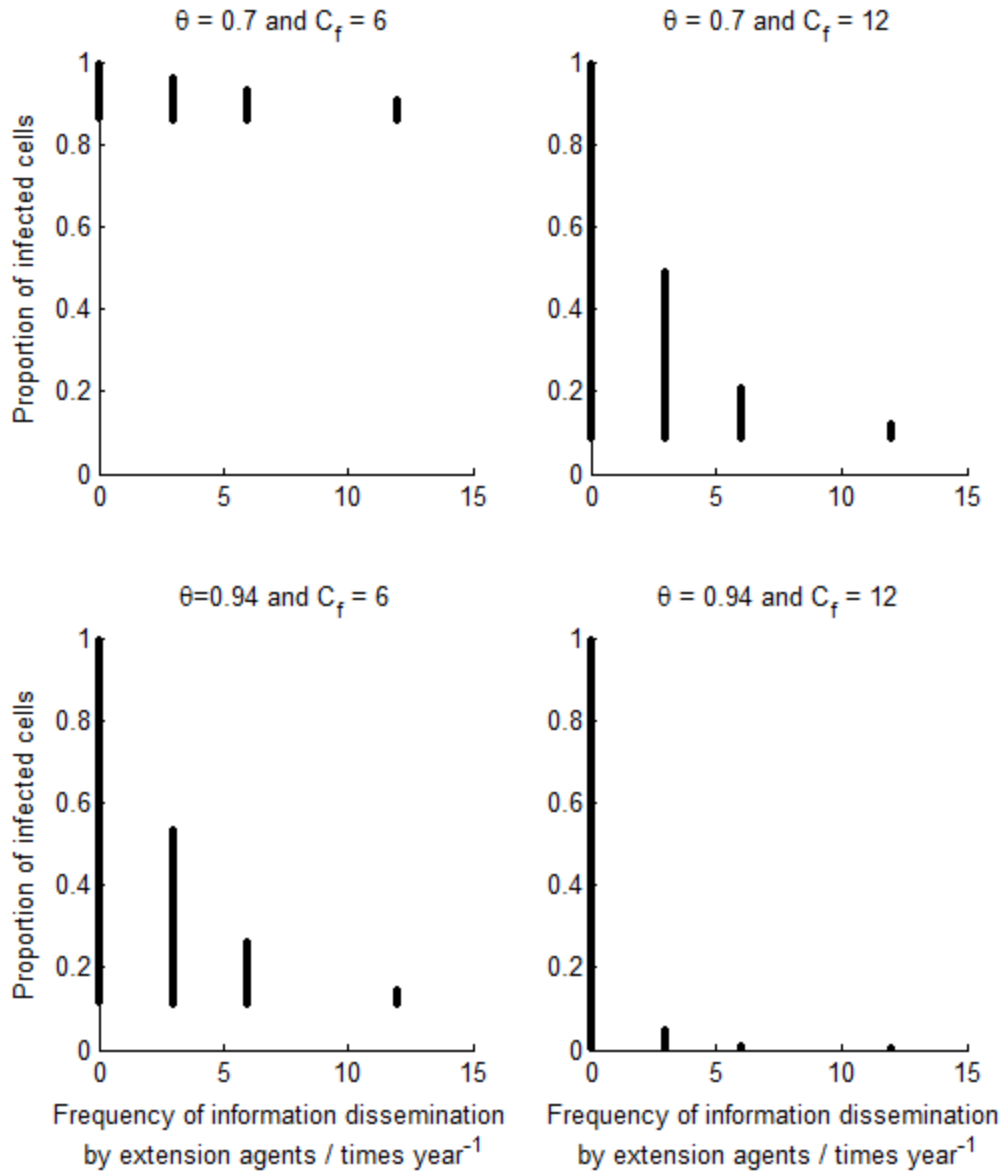 θ = 0.7 and C_f = 6
Proportion of infected cells
1
0.8
0.6
0.4
0.2
0
0 5 10 15
θ = 0.7 and C_f = 12
1
0.8
0.6
0.4
0.2
0
0 5 10 15
θ=0.94 and C_f = 6
Proportion of infected cells
1
0.8
0.6
0.4
0.2
0
0 5 10 15
Frequency of information dissemination
by extension agents / times year⁻¹
θ = 0.94 and C_f = 12
1
0.8
0.6
0.4
0.2
0
0 5 10 15
Frequency of information dissemination
by extension agents / times year⁻¹